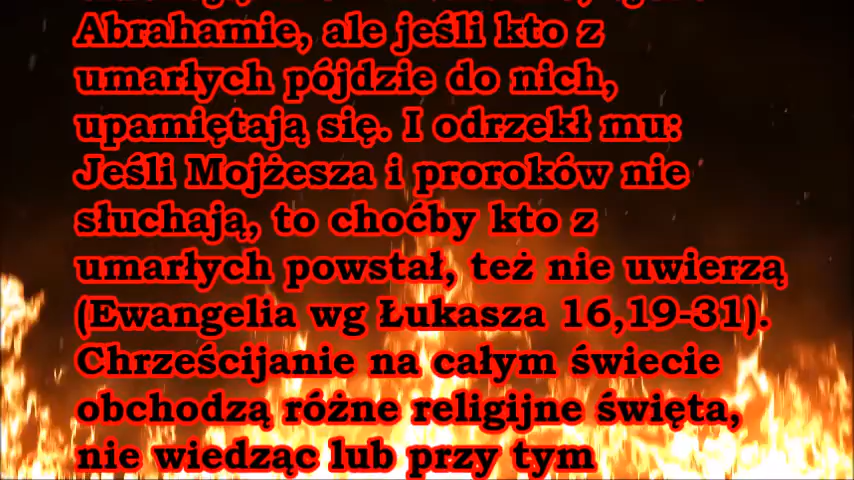 Abrahamie, ale jeśli kto z
umarłych pójdzie do nich,
upamiętają się. I odrzekł mu:
Jeśli Mojżesza i proroków nie
słuchają, to choćby kto z
umarłych powstał, też nie uwierzą
(Ewangelia wg Łukasza 16,19-31).
Chrześcijanie na całym świecie
obchodzą różne religijne święta,
nie wiedząc lub przy tym